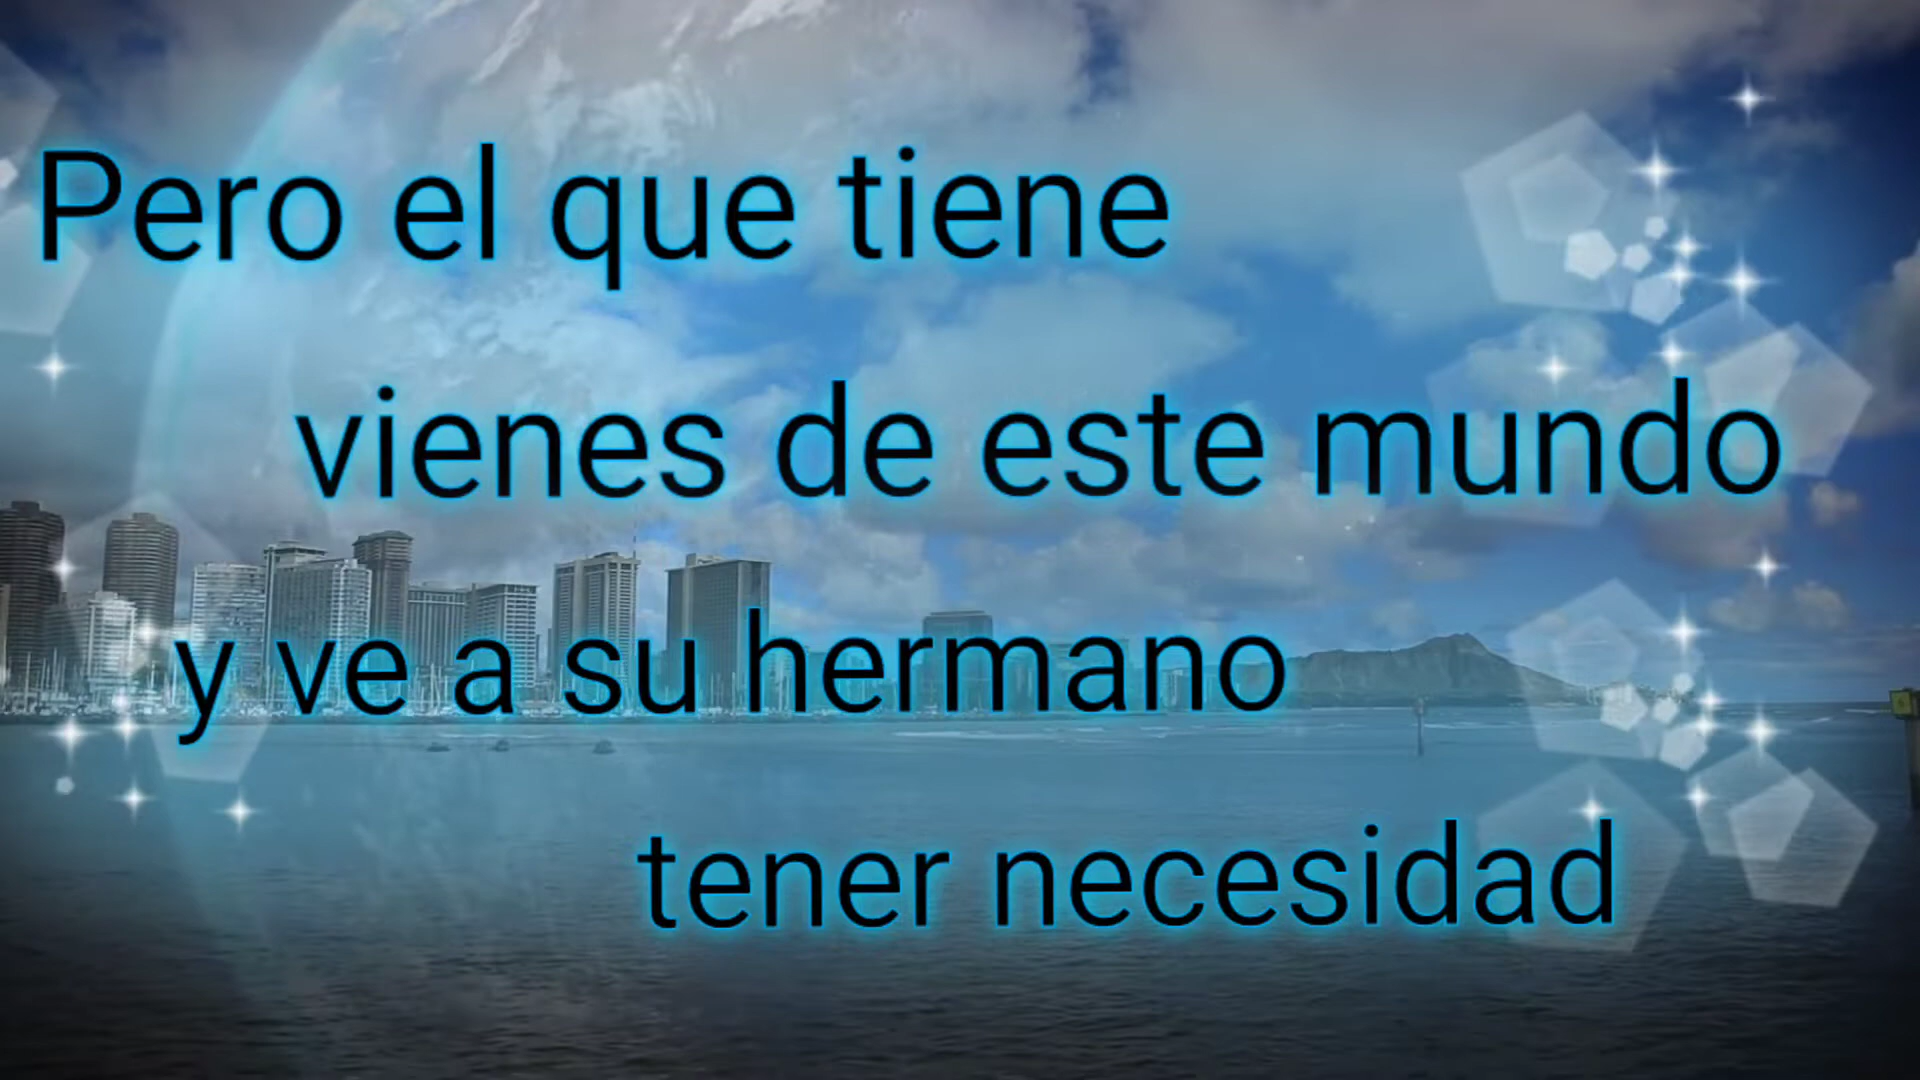 Pero el que tiene
vienes de este mundo
y ve a su hermano
tener necesidad